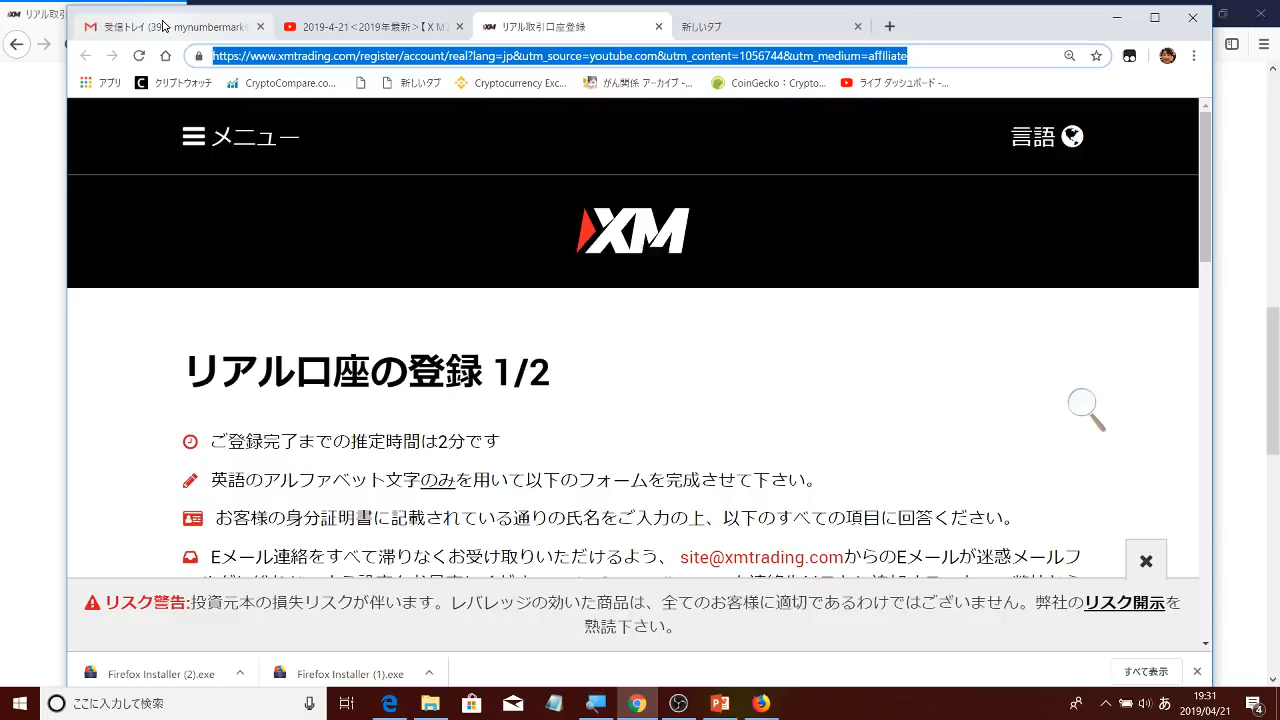 リアル取引
受信トレイ (39
mynumbermark
2019-4-21＜2019年最新＞【XM
リアル取引口座登録
新しいタブ
https://www.xmtrading.com/register/account/real?lang=jp&utm_source=youtube.com&utm_content=1056744&utm_medium=affiliate
アプリ
クリプトウォッチ
CryptoCompare.co...
新しいタブ
Cryptocurrency Exc...
がん関係 アーカイブ -...
CoinGecko：Crypto...
ライブ ダッシュボード -...
メニュー
言語
XM
リアル口座の登録 1/2
ご登録完了までの推定時間は2分です
英語のアルファベット文字のみを用いて以下のフォームを完成させて下さい。
お客様の身分証明書に記載されている通りの氏名をご入力の上、以下のすべての項目に回答ください。
Eメール連絡をすべて滞りなくお受け取りいただけるよう、 site@xmtrading.comからのEメールが迷惑メールフ
リスク警告:投資元本の損失リスクが伴います。レバレッジの効いた商品は、全てのお客様に適切であるわけではございません。弊社のリスク開示を
熟読下さい。
Firefox Installer (2).exe
Firefox Installer (1).exe
すべて表示
ここに入力して検索
あ
19:31
2019/04/21
4